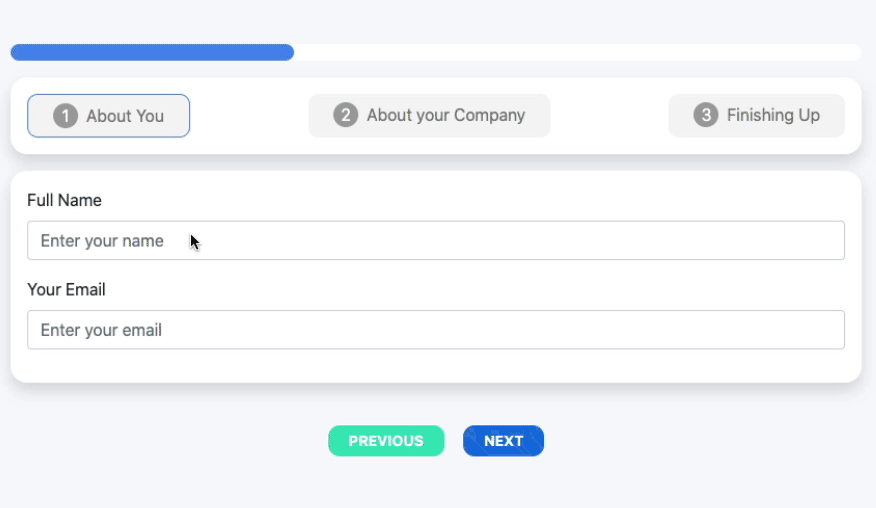 1 About You 2 About your Company 3 Finishing Up
Full Name
Enter your name
Your Email
Enter your email
PREVIOUS NEXT